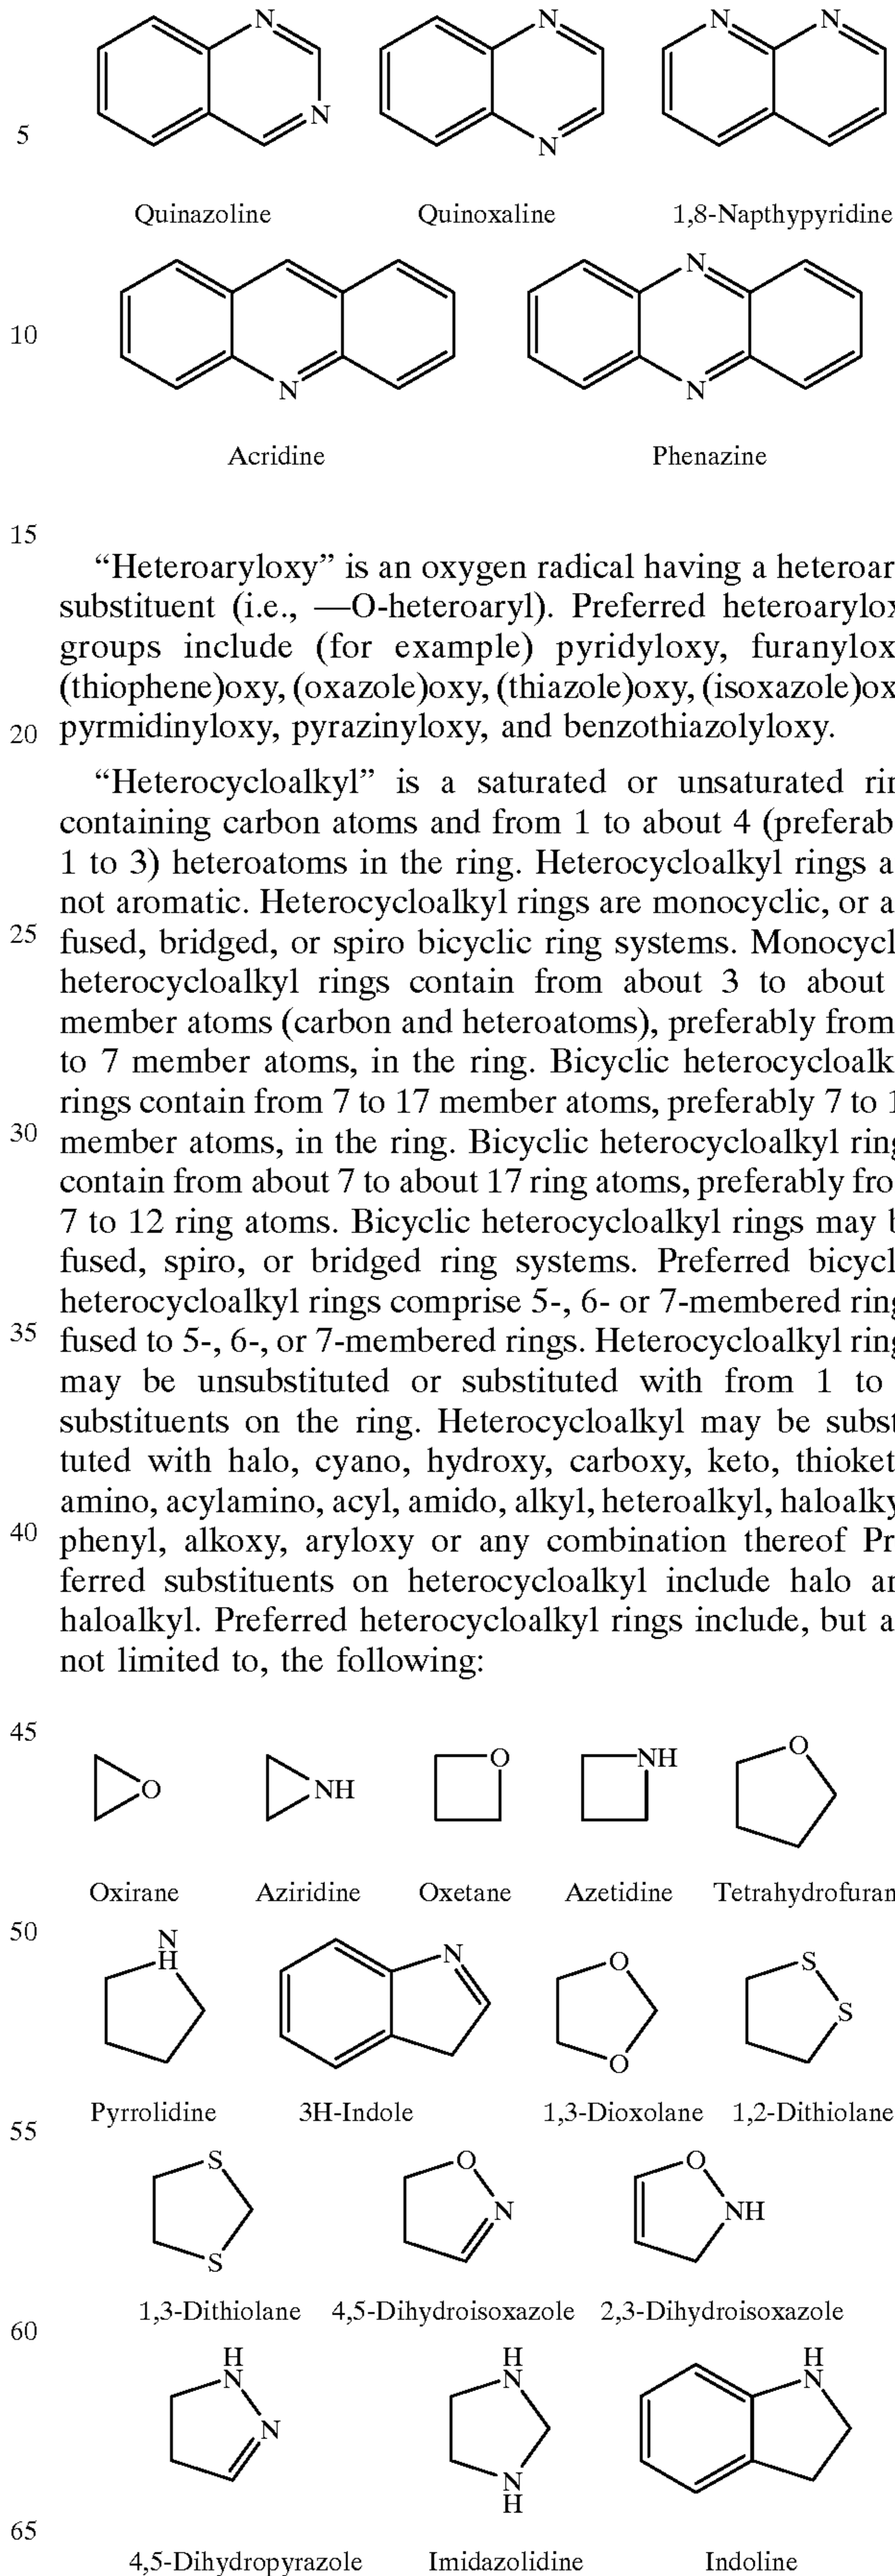 N N N N
5 N N
Quinazoline Quinoxaline 1,8-Napthypyridine
N
10
N N
Acridine Phenazine
15
“Heteroaryloxy” is an oxygen radical having a heteroar
substituent (i.e., —O-heteroaryl). Preferred heteroarylox
groups include (for example) pyridyloxy, furanylox
(thiophene)oxy, (oxazole)oxy, (thiazole)oxy, (isoxazole)ox
20 pyrmidinyloxy, pyrazinyloxy, and benzothiazolyloxy.
“Heterocycloalkyl” is a saturated or unsaturated rin
containing carbon atoms and from 1 to about 4 (preferab
1 to 3) heteroatoms in the ring. Heterocycloalkyl rings a
not aromatic. Heterocycloalkyl rings are monocyclic, or a
25 fused, bridged, or spiro bicyclic ring systems. Monocycl
heterocycloalkyl rings contain from about 3 to about
member atoms (carbon and heteroatoms), preferably from
to 7 member atoms, in the ring. Bicyclic heterocycloalk
rings contain from 7 to 17 member atoms, preferably 7 to 1
30 member atoms, in the ring. Bicyclic heterocycloalkyl ring
contain from about 7 to about 17 ring atoms, preferably fro
7 to 12 ring atoms. Bicyclic heterocycloalkyl rings may b
fused, spiro, or bridged ring systems. Preferred bicycl
heterocycloalkyl rings comprise 5-, 6- or 7-membered ring
35 fused to 5-, 6-, or 7-membered rings. Heterocycloalkyl ring
may be unsubstituted or substituted with from 1 to
substituents on the ring. Heterocycloalkyl may be subst
tuted with halo, cyano, hydroxy, carboxy, keto, thioket
amino, acylamino, acyl, amido, alkyl, heteroalkyl, haloalky
40 phenyl, alkoxy, aryloxy or any combination thereof Pr
ferred substituents on heterocycloalkyl include halo an
haloalkyl. Preferred heterocycloalkyl rings include, but a
not limited to, the following:
45 O NH O NH O
Oxirane Aziridine Oxetane Azetidine Tetrahydrofuran
50 N
H N O S
S
O
Pyrrolidine 3H-Indole 1,3-Dioxolane 1,2-Dithiolane
55
S O O
N NH
S
1,3-Dithiolane 4,5-Dihydroisoxazole 2,3-Dihydroisoxazole
60
H H H
N N N
N
N
H
65
4,5-Dihydropyrazole Imidazolidine Indoline